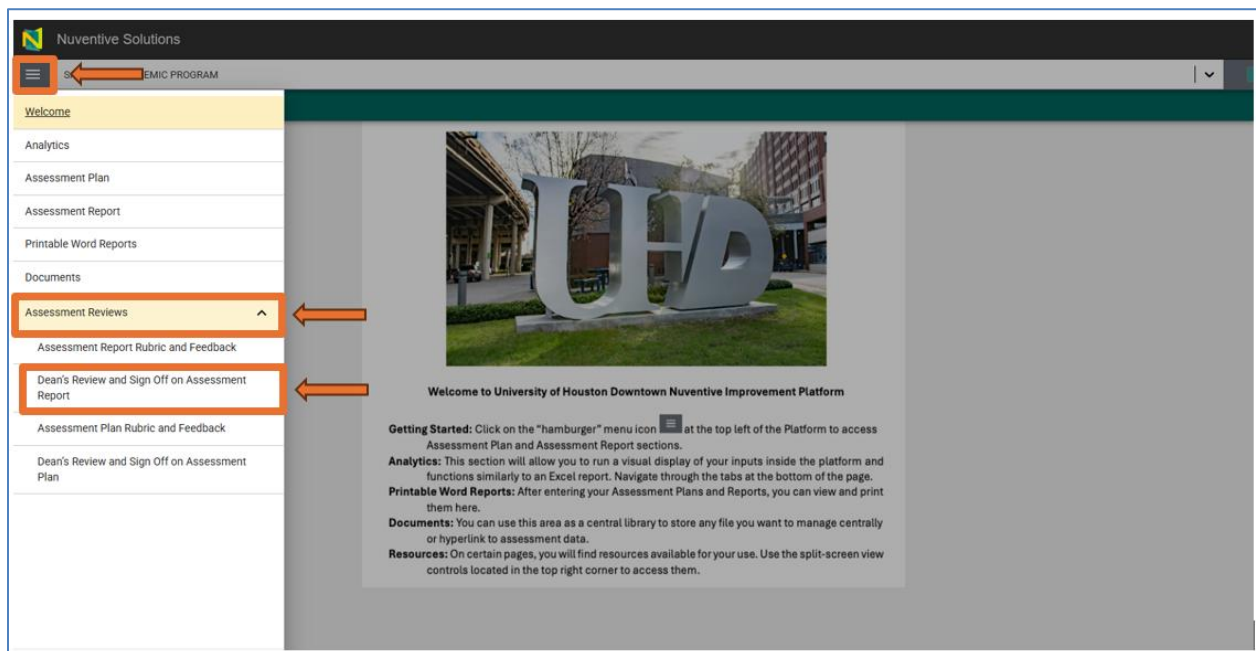 Nuventive Solutions
EMIC PROGRAM
Welcome
Analytics
Assessment Plan
Assessment Report
Printable Word Reports
Documents
Assessment Reviews
Assessment Report Rubric and Feedback
Dean's Review and Sign Off on Assessment
Report
Assessment Plan Rubric and Feedback
Dean's Review and Sign Off on Assessment
Plan
UHD
Welcome to University of Houston Downtown Nuventive Improvement Platform
Getting Started: Click on the “hamburger” menu icon at the top left of the Platform to access
Assessment Plan and Assessment Report sections.
Analytics: This section will allow you to run a visual display of your inputs inside the platform and
functions similarly to an Excel report. Navigate through the tabs at the bottom of the page.
Printable Word Reports: After entering your Assessment Plans and Reports, you can view and print
them here.
Documents: You can use this area as a central library to store any file you want to manage centrally
or hyperlink to assessment data.
Resources: On certain pages, you will find resources available for your use. Use the split-screen view
controls located in the top right corner to access them.